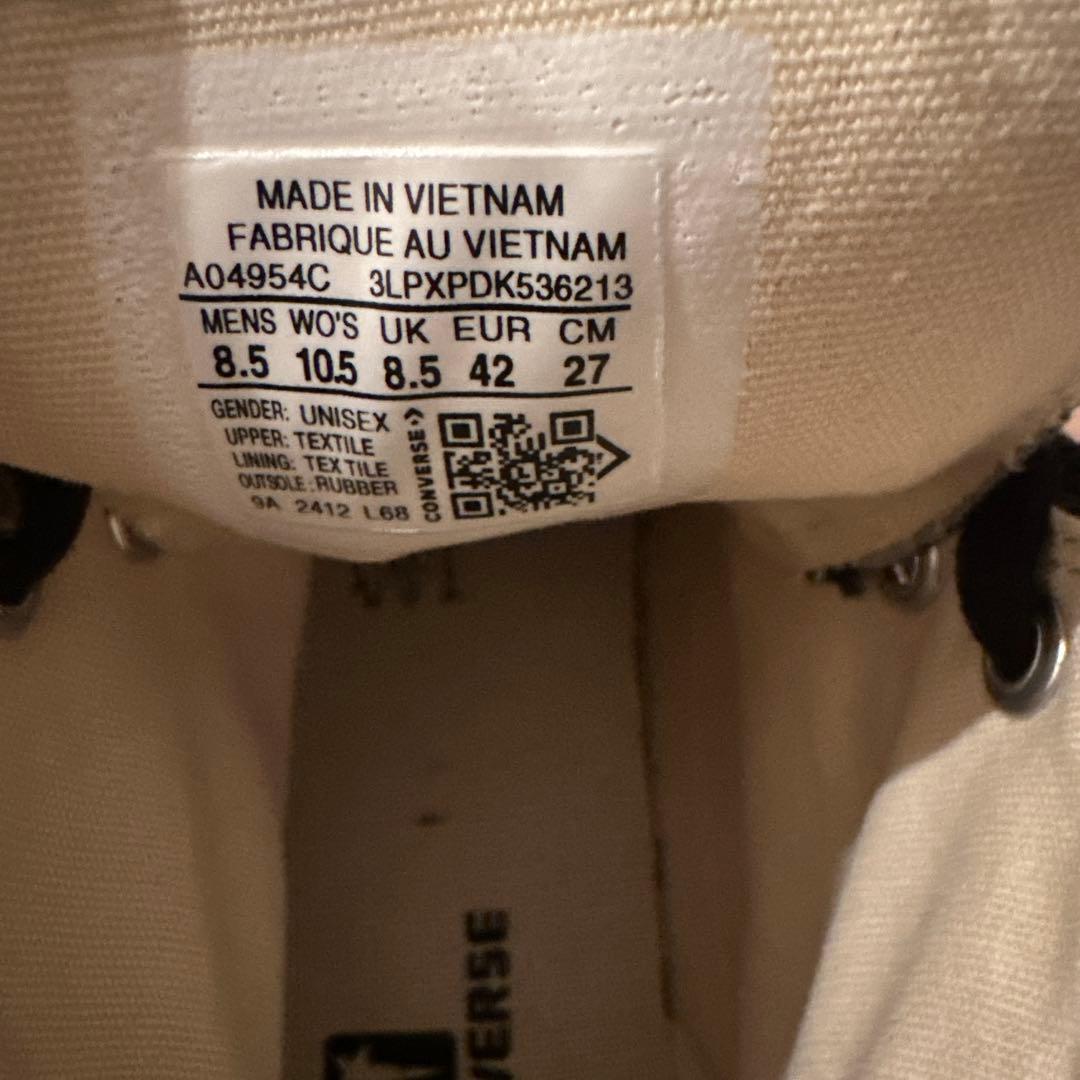 MADE IN VIETNAM
FABRIQUE AU VIETNAM
A04954C 3LPXPDK536213
MENS WO'S UK EUR CM
8.5 10.5 8.5 42 27
GENDER: UNISEX
UPPER: TEXTILE
LINING: TEXTILE
OUTSOLE: RUBBER
9A 2412 L68
CONVERSE
VERSE